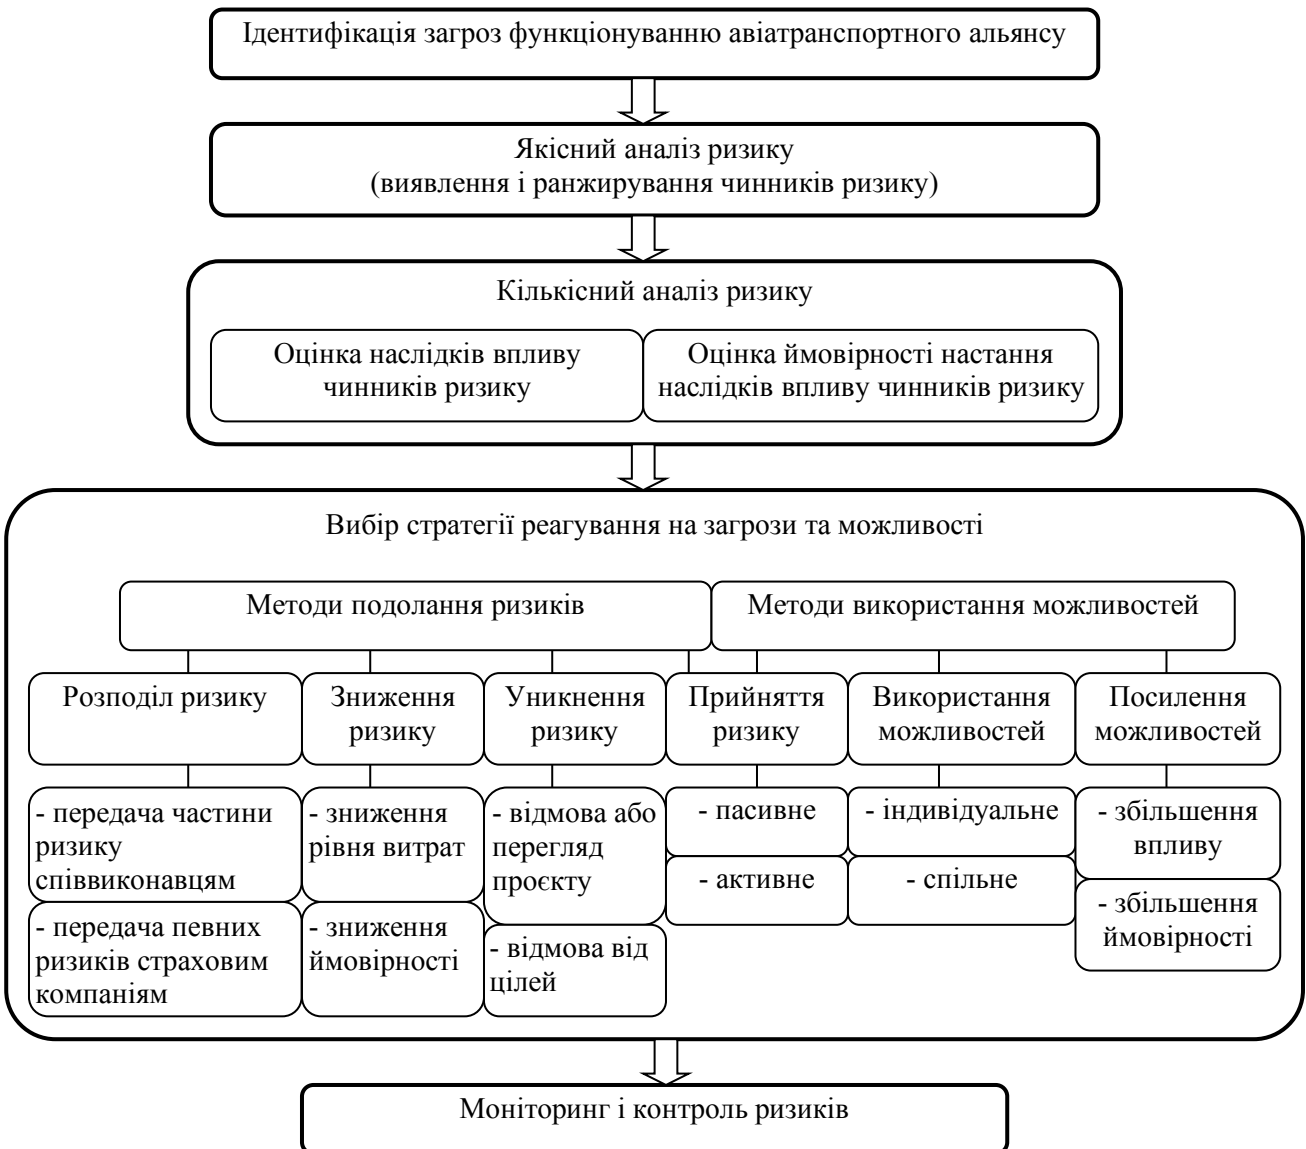 Ідентифікація загроз функціонуванню авіатранспортного альянсу
Якісний аналіз ризику
(виявлення і ранжирування чинників ризику)
Кількісний аналіз ризику
Оцінка наслідків впливу
чинників ризику
Оцінка ймовірності настання
наслідків впливу чинників ризику
Вибір стратегії реагування на загрози та можливості
Методи подолання ризиків
Методи використання можливостей
Розподіл ризику
Зниження
ризику
Уникнення
ризику
Прийняття
ризику
Використання
можливостей
Посилення
можливостей
- передача частини
ризику
співвиконавцям
- передача певних
ризиків страховим
компаніям
- зниження
рівня витрат
- зниження
ймовірності
- відмова або
перегляд
проєкту
- відмова від
цілей
- пасивне
- активне
- індивідуальне
- спільне
- збільшення
впливу
- збільшення
ймовірності
Моніторинг і контроль ризиків